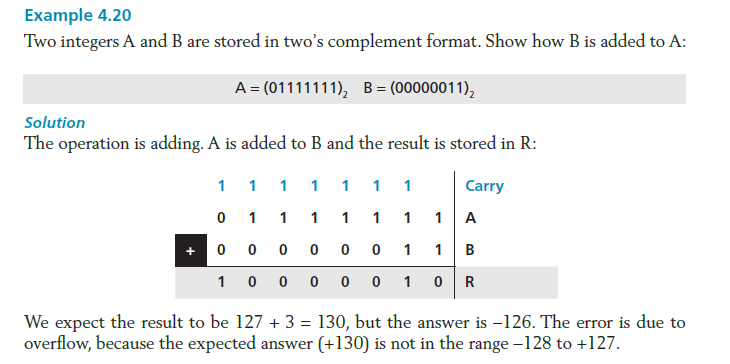 Example 4.20
Two integers A and B are stored in two’s complement format. Show how B is added to A:
A = (01111111)₂ B = (00000011)₂
Solution
The operation is adding. A is added to B and the result is stored in R:
1 1 1 1 1 1 1 Carry
0 1 1 1 1 1 1 1 A
+ 0 0 0 0 0 0 1 1 B
1 0 0 0 0 0 1 0 R
We expect the result to be 127 + 3 = 130, but the answer is −126. The error is due to
overflow, because the expected answer (+130) is not in the range −128 to +127.